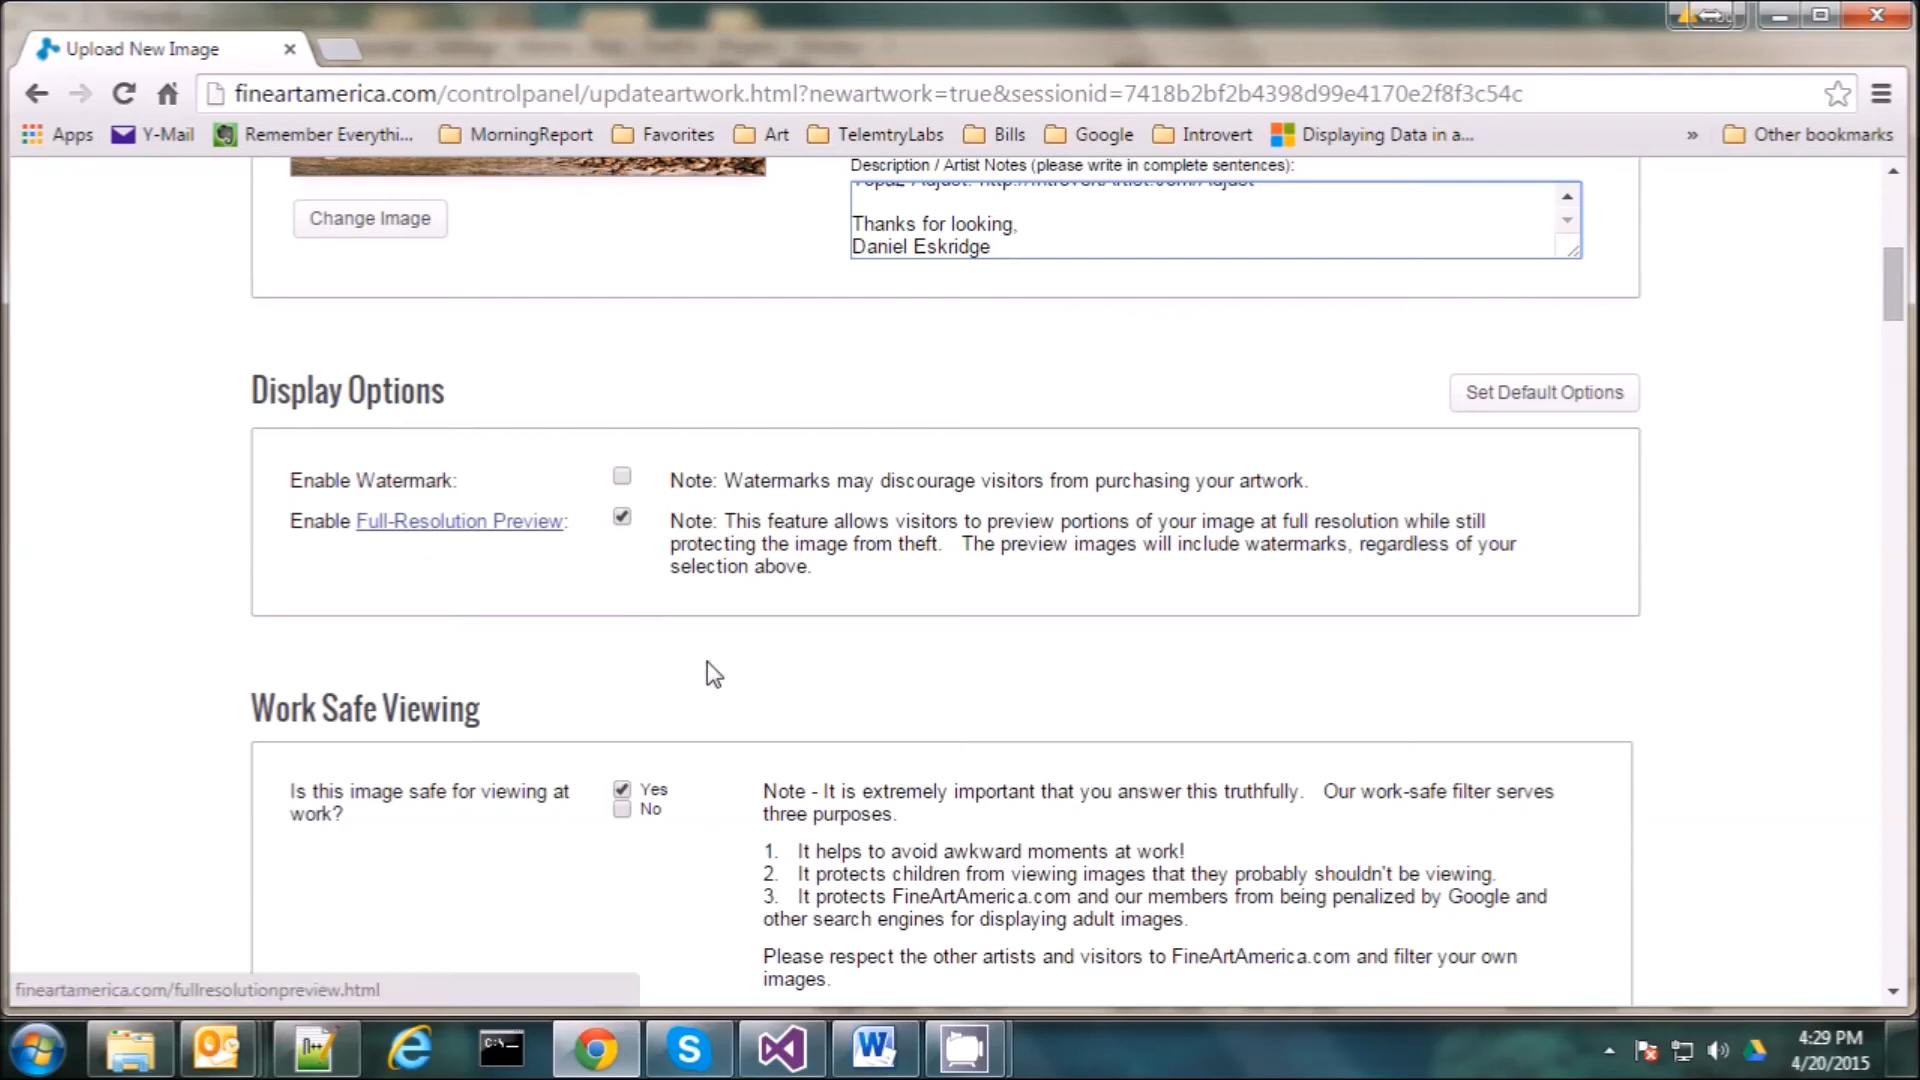 Upload New Image
fineartamerica.com/controlpanel/updateartwork.html?newartwork=true&sessionid=7418b2bf2b4398d99e4170e2f8f3c54c
Apps Y-Mail Remember Everythi... MorningReport Favorites Art TelemtryLabs Bills Google Introvert Displaying Data in a... » Other bookmarks
Description / Artist Notes (please write in complete sentences):
Topaz Adjust: http://IntrovertArtist.com/Adjust
Change Image
Thanks for looking,
Daniel Eskridge
Display Options
Set Default Options
Enable Watermark:
Note: Watermarks may discourage visitors from purchasing your artwork.
Enable Full-Resolution Preview:
Note: This feature allows visitors to preview portions of your image at full resolution while still
protecting the image from theft. The preview images will include watermarks, regardless of your
selection above.
Work Safe Viewing
Is this image safe for viewing at
work?
Yes
No
Note - It is extremely important that you answer this truthfully. Our work-safe filter serves
three purposes.
1. It helps to avoid awkward moments at work!
2. It protects children from viewing images that they probably shouldn't be viewing.
3. It protects FineArtAmerica.com and our members from being penalized by Google and
other search engines for displaying adult images.
Please respect the other artists and visitors to FineArtAmerica.com and filter your own
images.
fineartamerica.com/fullresolutionpreview.html
4:29 PM
4/20/2015